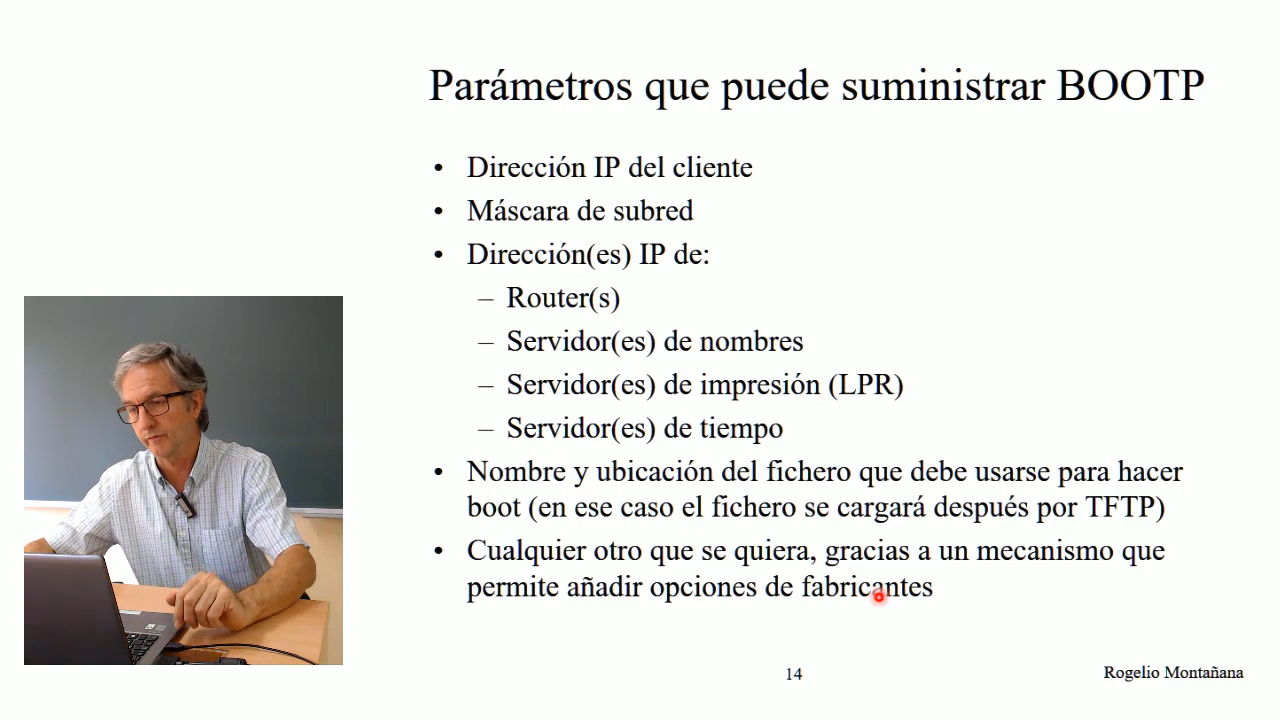 Parámetros que puede suministrar BOOTP
• Dirección IP del cliente
• Máscara de subred
• Dirección(es) IP de:
– Router(s)
– Servidor(es) de nombres
– Servidor(es) de impresión (LPR)
– Servidor(es) de tiempo
• Nombre y ubicación del fichero que debe usarse para hacer
boot (en ese caso el fichero se cargará después por TFTP)
• Cualquier otro que se quiera, gracias a un mecanismo que
permite añadir opciones de fabricantes
14
Rogelio Montañana